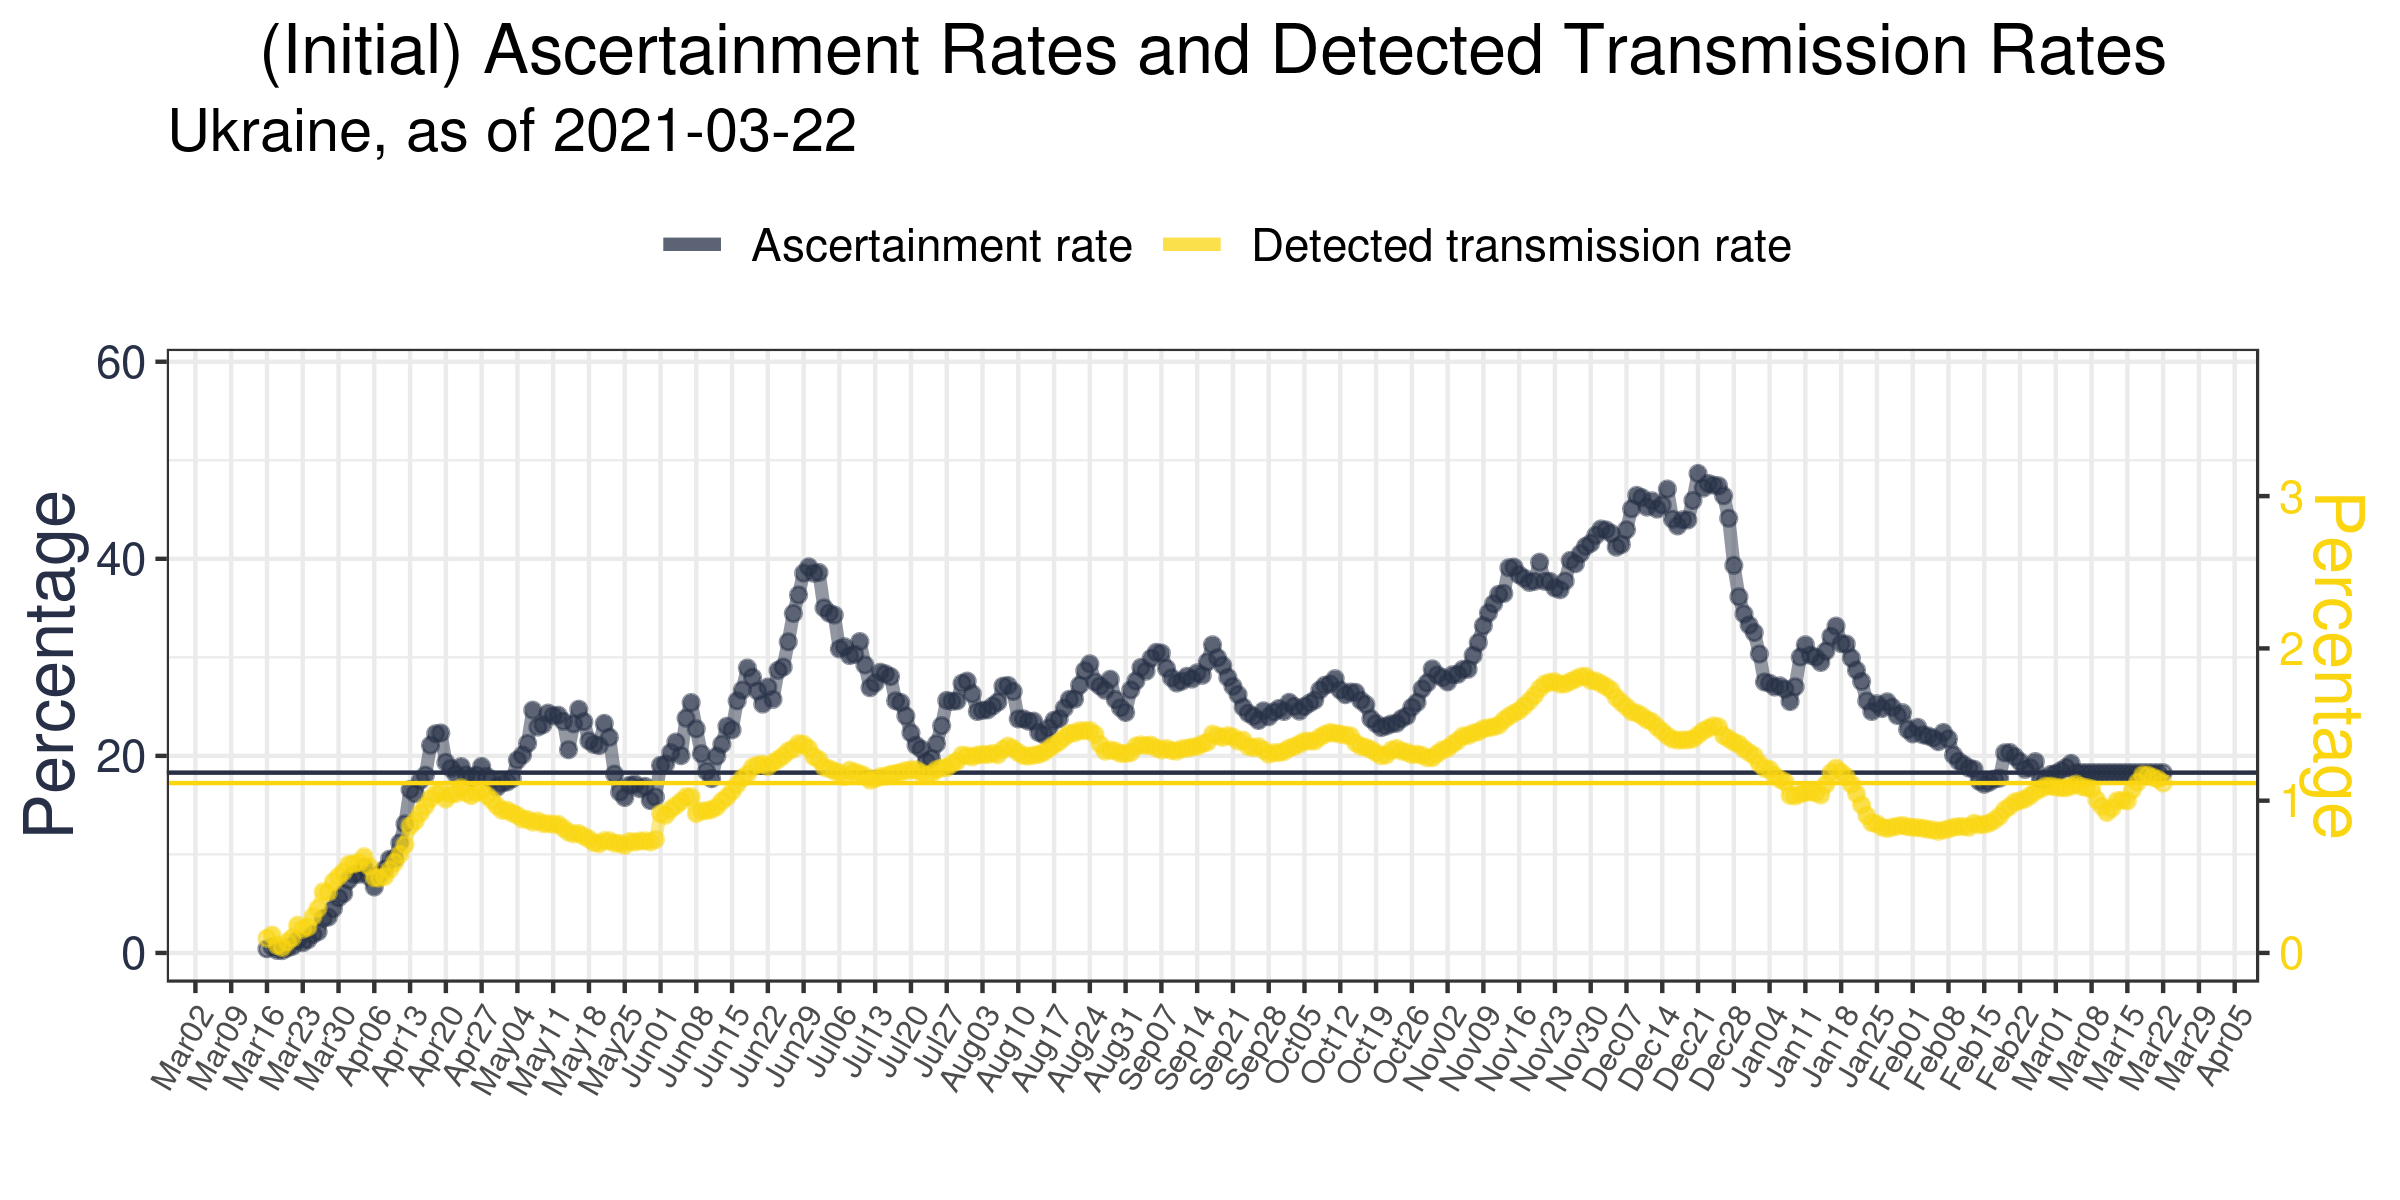 (Initial) Ascertainment Rates and Detected Transmission Rates
Ukraine, as of 2021-03-22
Ascertainment rate Detected transmission rate
Percentage
60
40
20
0
3
2
1
0
Percentage
Mar02 Mar09 Mar16 Mar23 Mar30 Apr06 Apr13 Apr20 Apr27 May04 May11 May18 May25 Jun01 Jun08 Jun15 Jun22 Jun29 Jul06 Jul13 Jul20 Jul27 Aug03 Aug10 Aug17 Aug24 Aug31 Sep07 Sep14 Sep21 Sep28 Oct05 Oct12 Oct19 Oct26 Nov02 Nov09 Nov16 Nov23 Nov30 Dec07 Dec14 Dec21 Dec28 Jan04 Jan11 Jan18 Jan25 Feb01 Feb08 Feb15 Feb22 Mar01 Mar08 Mar15 Mar22 Mar29 Apr05